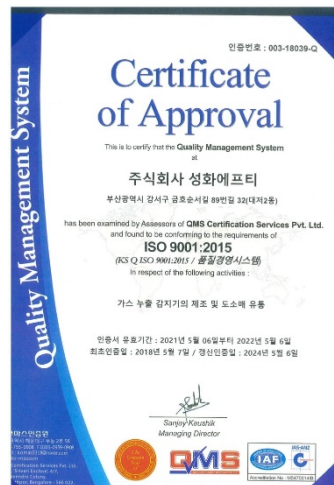 인증번호 : 003-18039-Q
Quality Management System
Certificate
of Approval
This is to certify that the Quality Management System
at
주식회사 성화에프티
부산광역시 강서구 금호순서길 89번길 32(대저2동)
has been examined by Assessors of QMS Certification Services Pvt. Ltd.
and found to be conforming to the requirements of
ISO 9001:2015
(KS Q ISO 9001:2015 / 품질경영시스템)
In respect of the following activities :
가스 누출 감지기의 제조 및 도소매 유통
인증서 유효기간 : 2021년 5월 06일부터 2022년 5월 6일
최초인증일 : 2018년 5월 7일 / 갱신인증일 : 2024년 5월 6일
Sanjay Kaushik
Managing Director
QMS
IAF